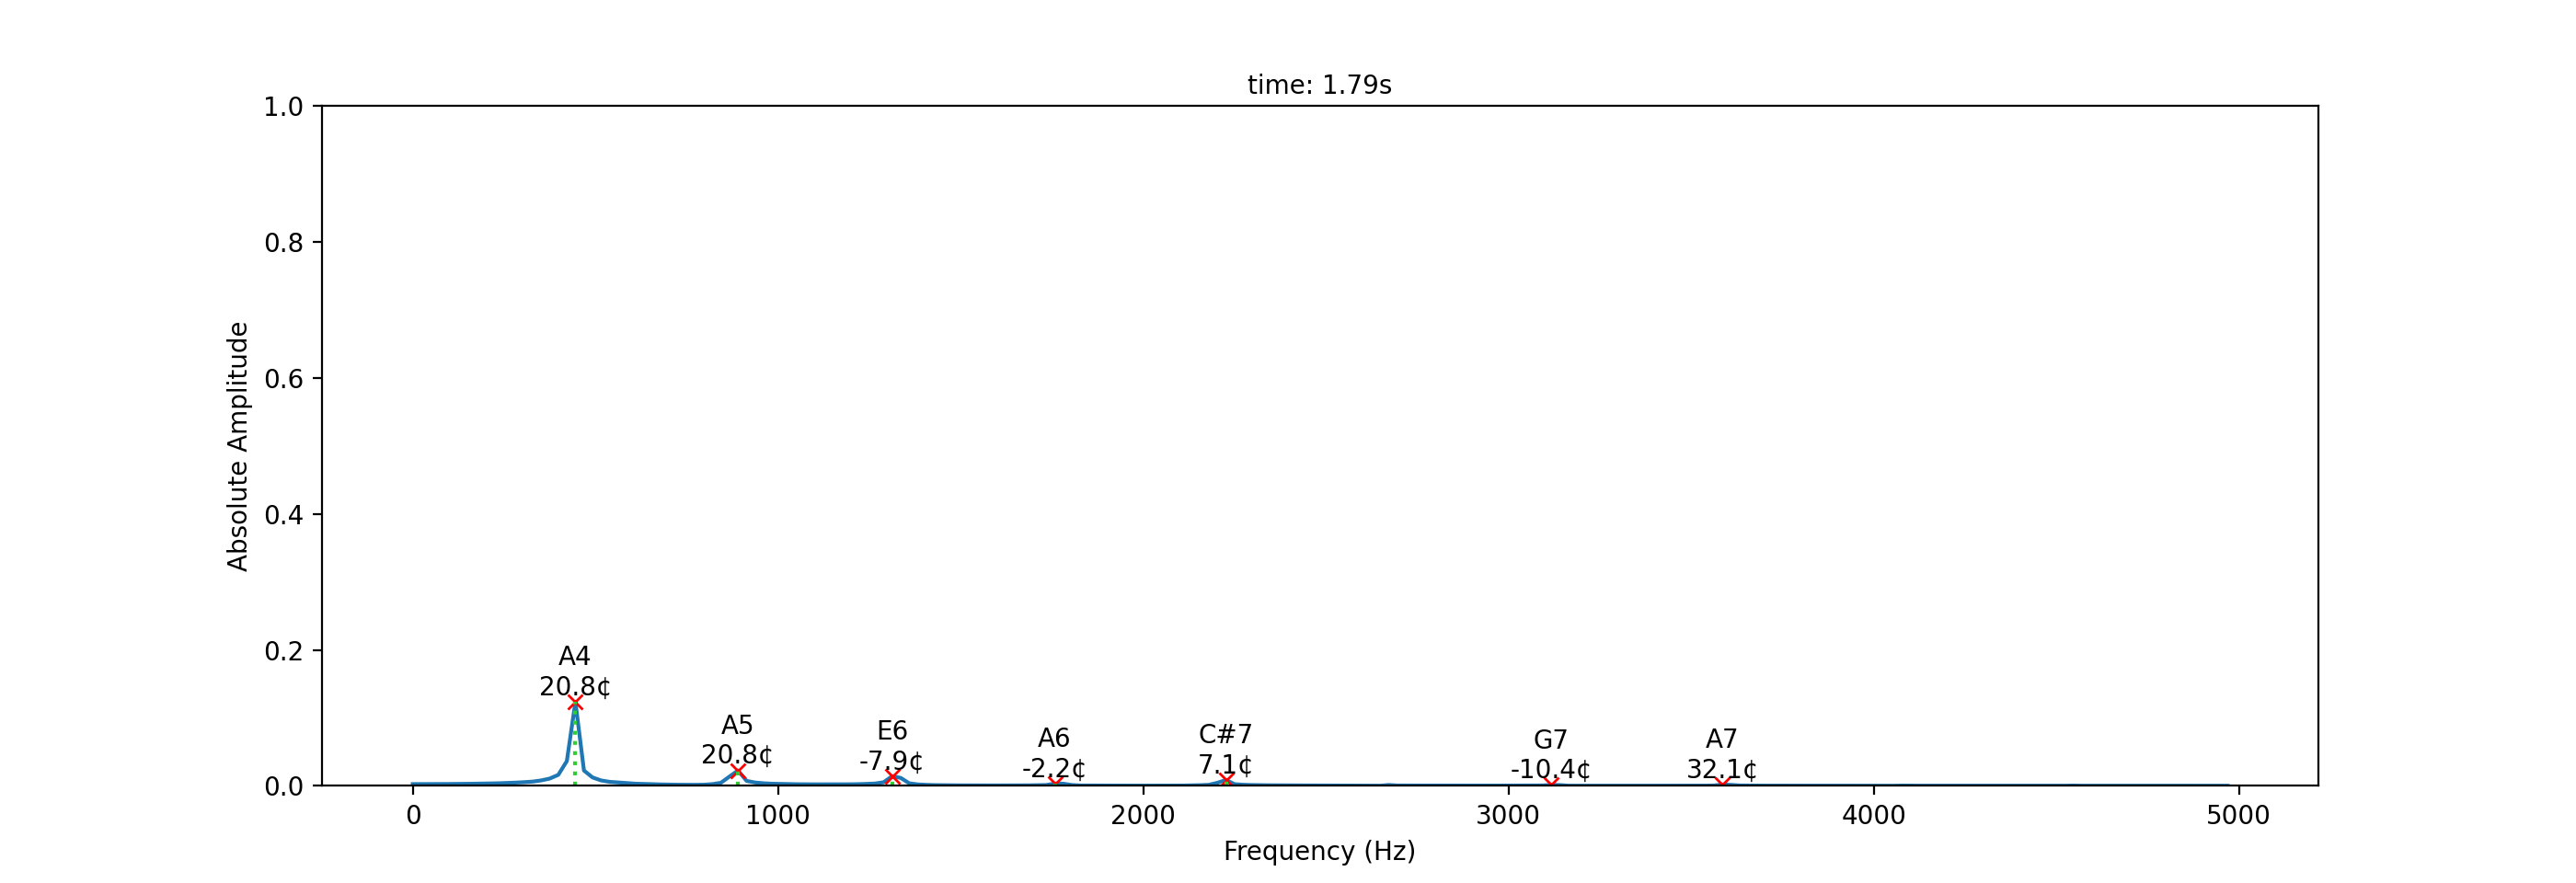 time: 1.79s
1.0
0.8
0.6
0.4
0.2
0.0
Absolute Amplitude
A4
20.8¢
A5
20.8¢
E6
-7.9¢
A6
-2.2¢
C#7
7.1¢
G7
-10.4¢
A7
32.1¢
0 1000 2000 3000 4000 5000
Frequency (Hz)